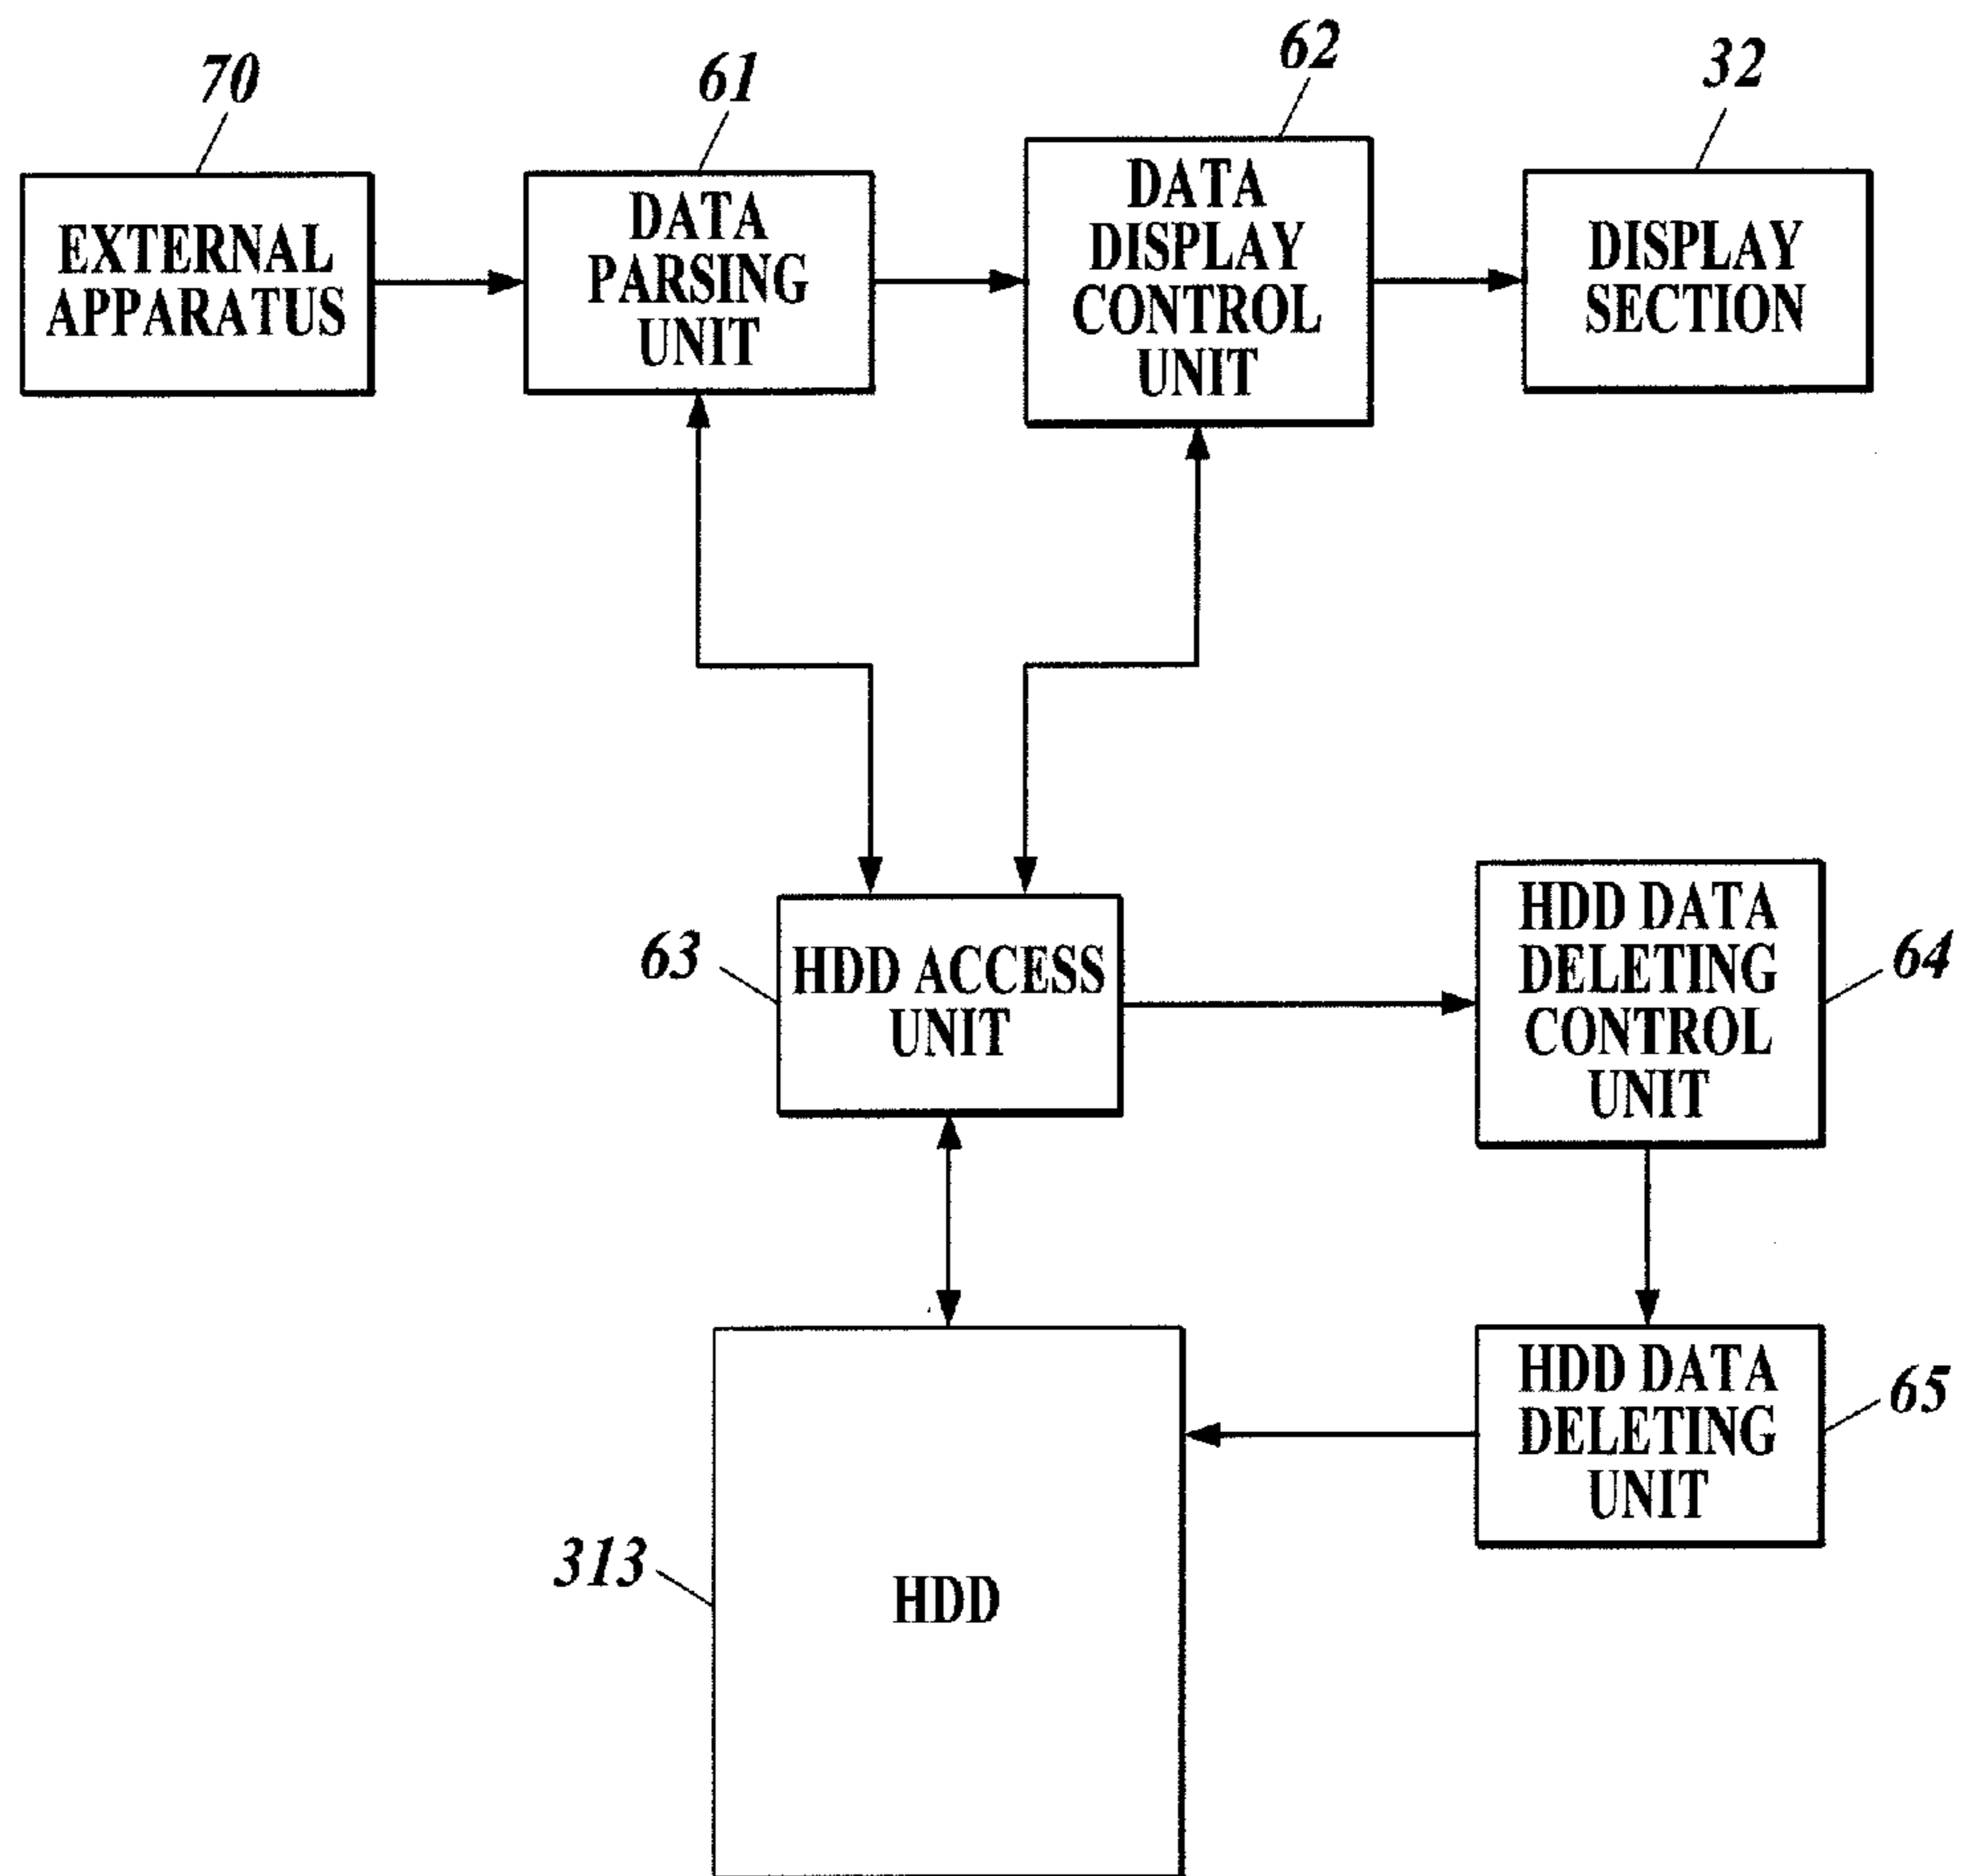 70
61
62
32
EXTERNAL
APPARATUS
DATA
PARSING
UNIT
DATA
DISPLAY
CONTROL
UNIT
DISPLAY
SECTION
63
HDD ACCESS
UNIT
HDD DATA
DELETING
CONTROL
UNIT
64
HDD DATA
DELETING
UNIT
65
313
HDD